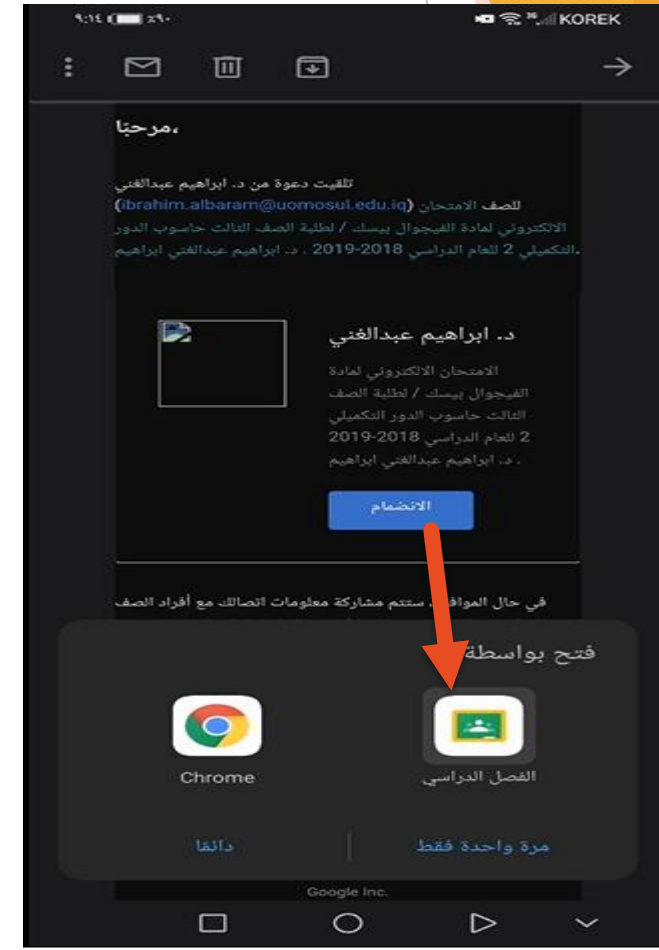 ٩:١٤ ٪٩٠ KOREK
مرحبًا،
تلقيت دعوة من د. ابراهيم عبدالغني
(ibrahim.albaram@uomosul.edu.iq) للصف الامتحان
الالكتروني لمادة الفيجوال بيسك / لطلبة الصف الثالث حاسوب الدور
التكميلي 2 للعام الدراسي 2018-2019 . د. ابراهيم عبدالغني ابراهيم.
د. ابراهيم عبدالغني
الامتحان الالكتروني لمادة
الفيجوال بيسك / لطلبة الصف
الثالث حاسوب الدور التكميلي
2 للعام الدراسي 2018-2019
. د. ابراهيم عبدالغني ابراهيم
الانضمام
في حال ستتم مشاركة معلومات اتصالك مع أفراد الصف
فتح بواسطة
الفصل الدراسي
Chrome
مرة واحدة فقط
دائمًا
Google Inc.